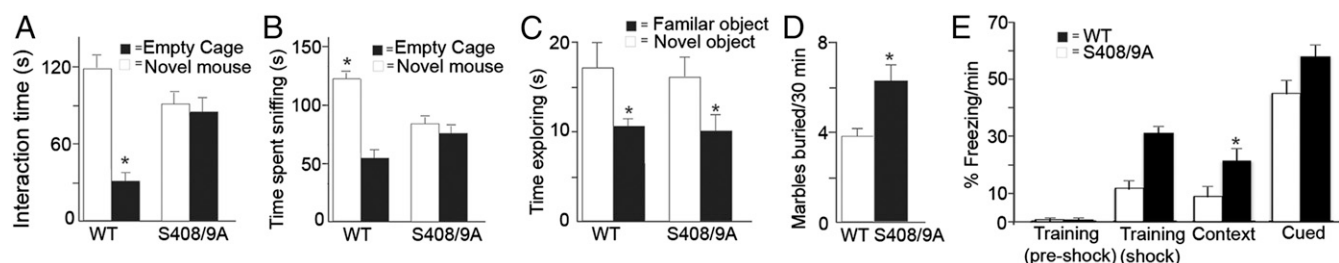 A
Interaction time (s)
120
60
0
=Empty Cage
=Novel mouse
*
WT
S408/9A
B
Time spent sniffing (s)
150
100
50
0
=Empty Cage
=Novel mouse
*
WT
S408/9A
C
Time exploring (s)
20
10
0
= Familar object
= Novel object
*
*
WT
S408/9A
D
Marbles buried/30 min
8
4
0
*
WT S408/9A
E
% Freezing/min
70
50
30
10
0
= WT
= S408/9A
*
Training
(pre-shock)
Training
(shock)
Context
Cued